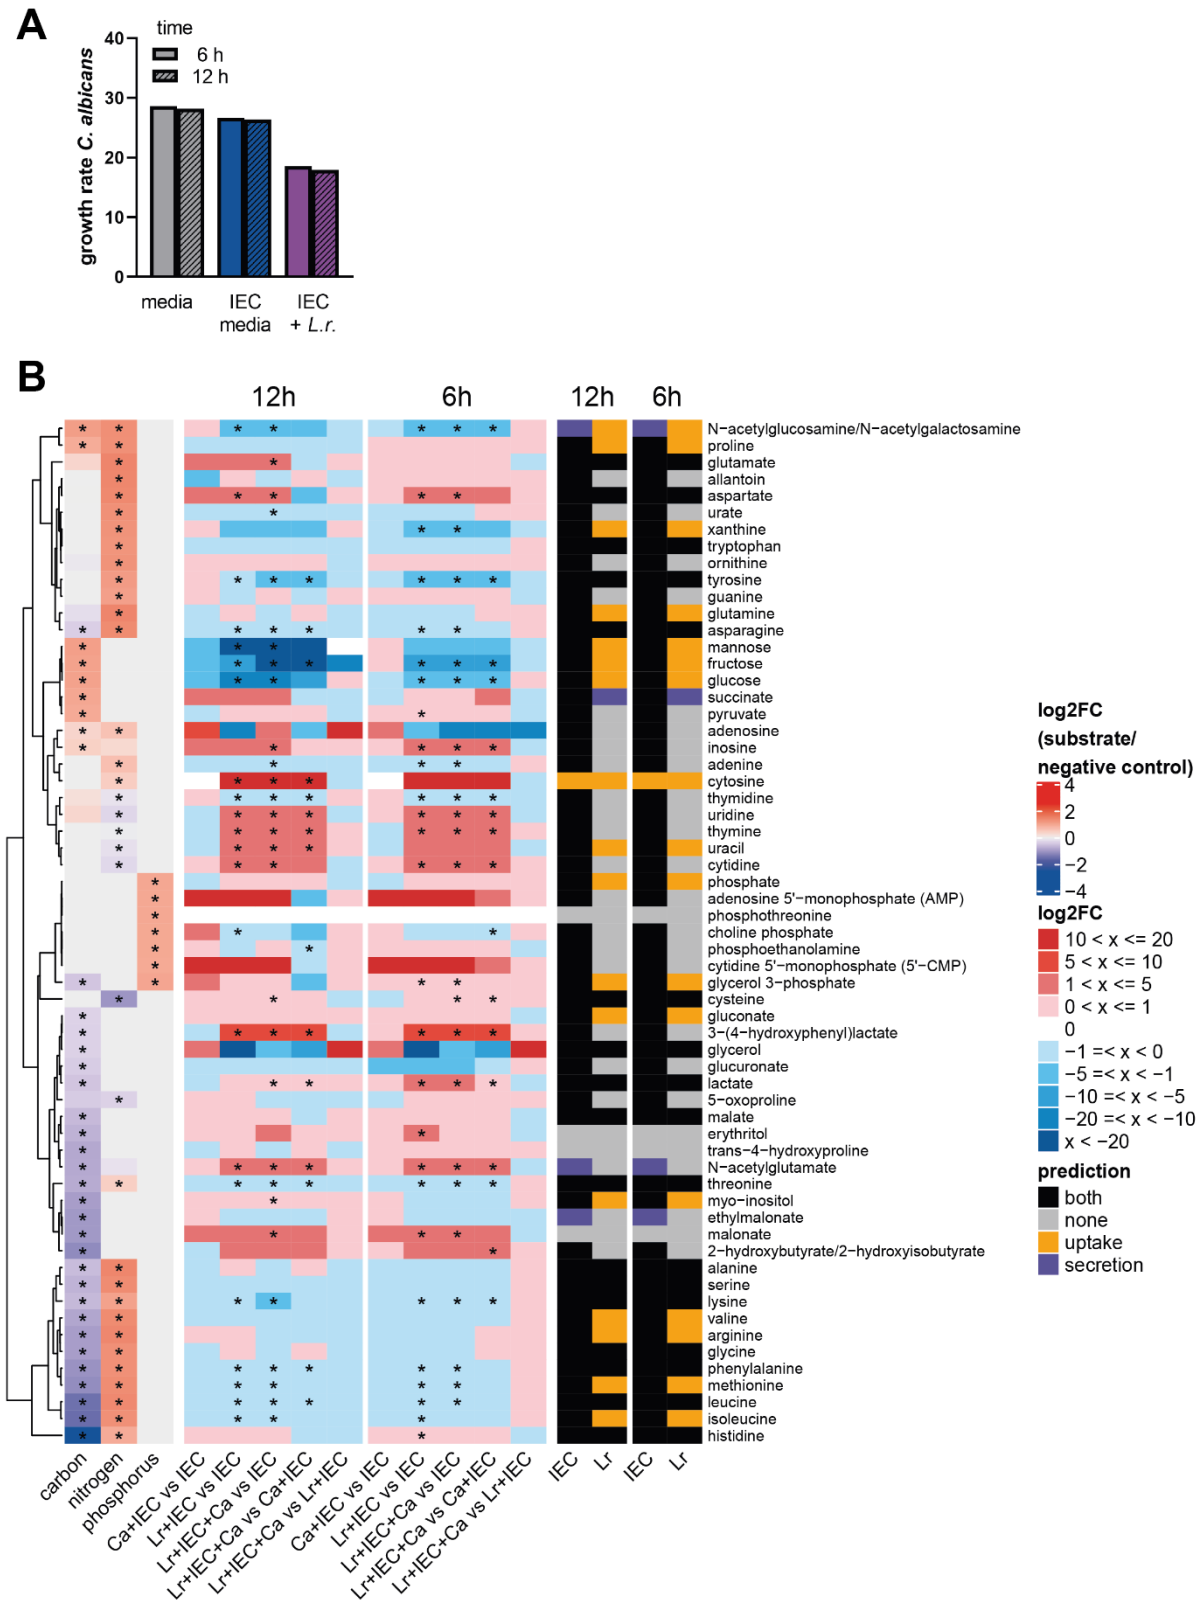 A
time
6 h
12 h
growth rate C. albicans
40
30
20
10
0
media
IEC
media
IEC
+ L.r.
B
12h
6h
12h
6h
N−acetylglucosamine/N−acetylgalactosamine
proline
glutamate
allantoin
aspartate
urate
xanthine
tryptophan
ornithine
tyrosine
guanine
glutamine
asparagine
mannose
fructose
glucose
succinate
pyruvate
adenosine
inosine
adenine
cytosine
thymidine
uridine
thymine
uracil
cytidine
phosphate
adenosine 5'−monophosphate (AMP)
phosphothreonine
choline phosphate
phosphoethanolamine
cytidine 5'−monophosphate (5'−CMP)
glycerol 3−phosphate
cysteine
gluconate
3−(4−hydroxyphenyl)lactate
glycerol
glucuronate
lactate
5−oxoproline
malate
erythritol
trans−4−hydroxyproline
N−acetylglutamate
threonine
myo−inositol
ethylmalonate
malonate
2−hydroxybutyrate/2−hydroxyisobutyrate
alanine
serine
lysine
valine
arginine
glycine
phenylalanine
methionine
leucine
isoleucine
histidine
carbon
nitrogen
phosphorus
Ca+IEC vs IEC
Lr+IEC vs IEC
Lr+IEC+Ca vs IEC
Lr+IEC+Ca vs Ca+IEC
Lr+IEC+Ca vs Lr+IEC
Ca+IEC vs IEC
Lr+IEC vs IEC
Lr+IEC+Ca vs IEC
Lr+IEC+Ca vs Ca+IEC
Lr+IEC+Ca vs Lr+IEC
IEC
Lr
IEC
Lr
log2FC
(substrate/
negative control)
4
2
0
−2
−4
log2FC
10 < x <= 20
5 < x <= 10
1 < x <= 5
0 < x <= 1
0
−1 =< x < 0
−5 =< x < −1
−10 =< x < −5
−20 =< x < −10
x < −20
prediction
both
none
uptake
secretion